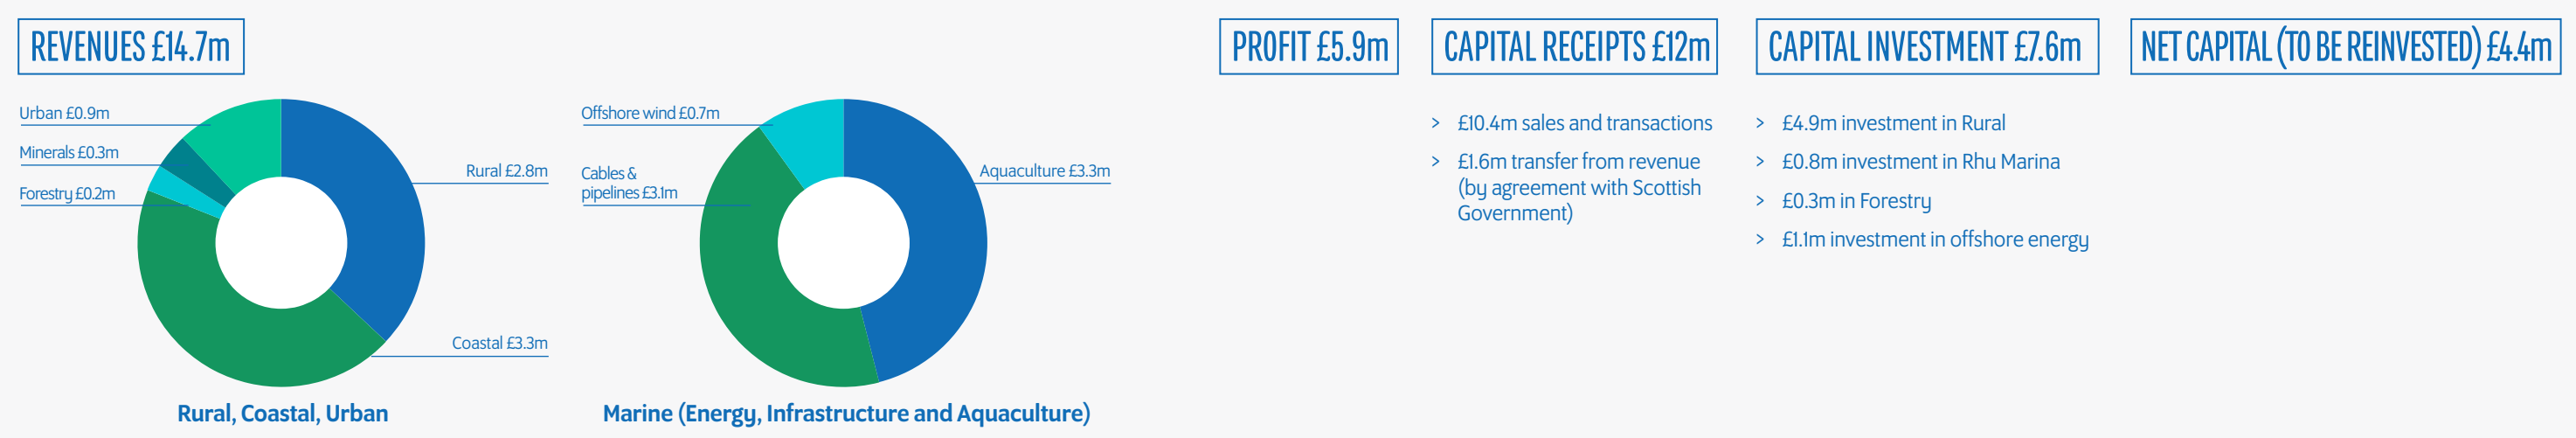 REVENUES £14.7m
Urban £0.9m
Minerals £0.3m
Forestry £0.2m
Rural £2.8m
Coastal £3.3m
Rural, Coastal, Urban
Offshore wind £0.7m
Cables &
pipelines £3.1m
Aquaculture £3.3m
Marine (Energy, Infrastructure and Aquaculture)
PROFIT £5.9m
CAPITAL RECEIPTS £12m
> £10.4m sales and transactions
> £1.6m transfer from revenue
(by agreement with Scottish
Government)
CAPITAL INVESTMENT £7.6m
> £4.9m investment in Rural
> £0.8m investment in Rhu Marina
> £0.3m in Forestry
> £1.1m investment in offshore energy
NET CAPITAL (TO BE REINVESTED) £4.4m